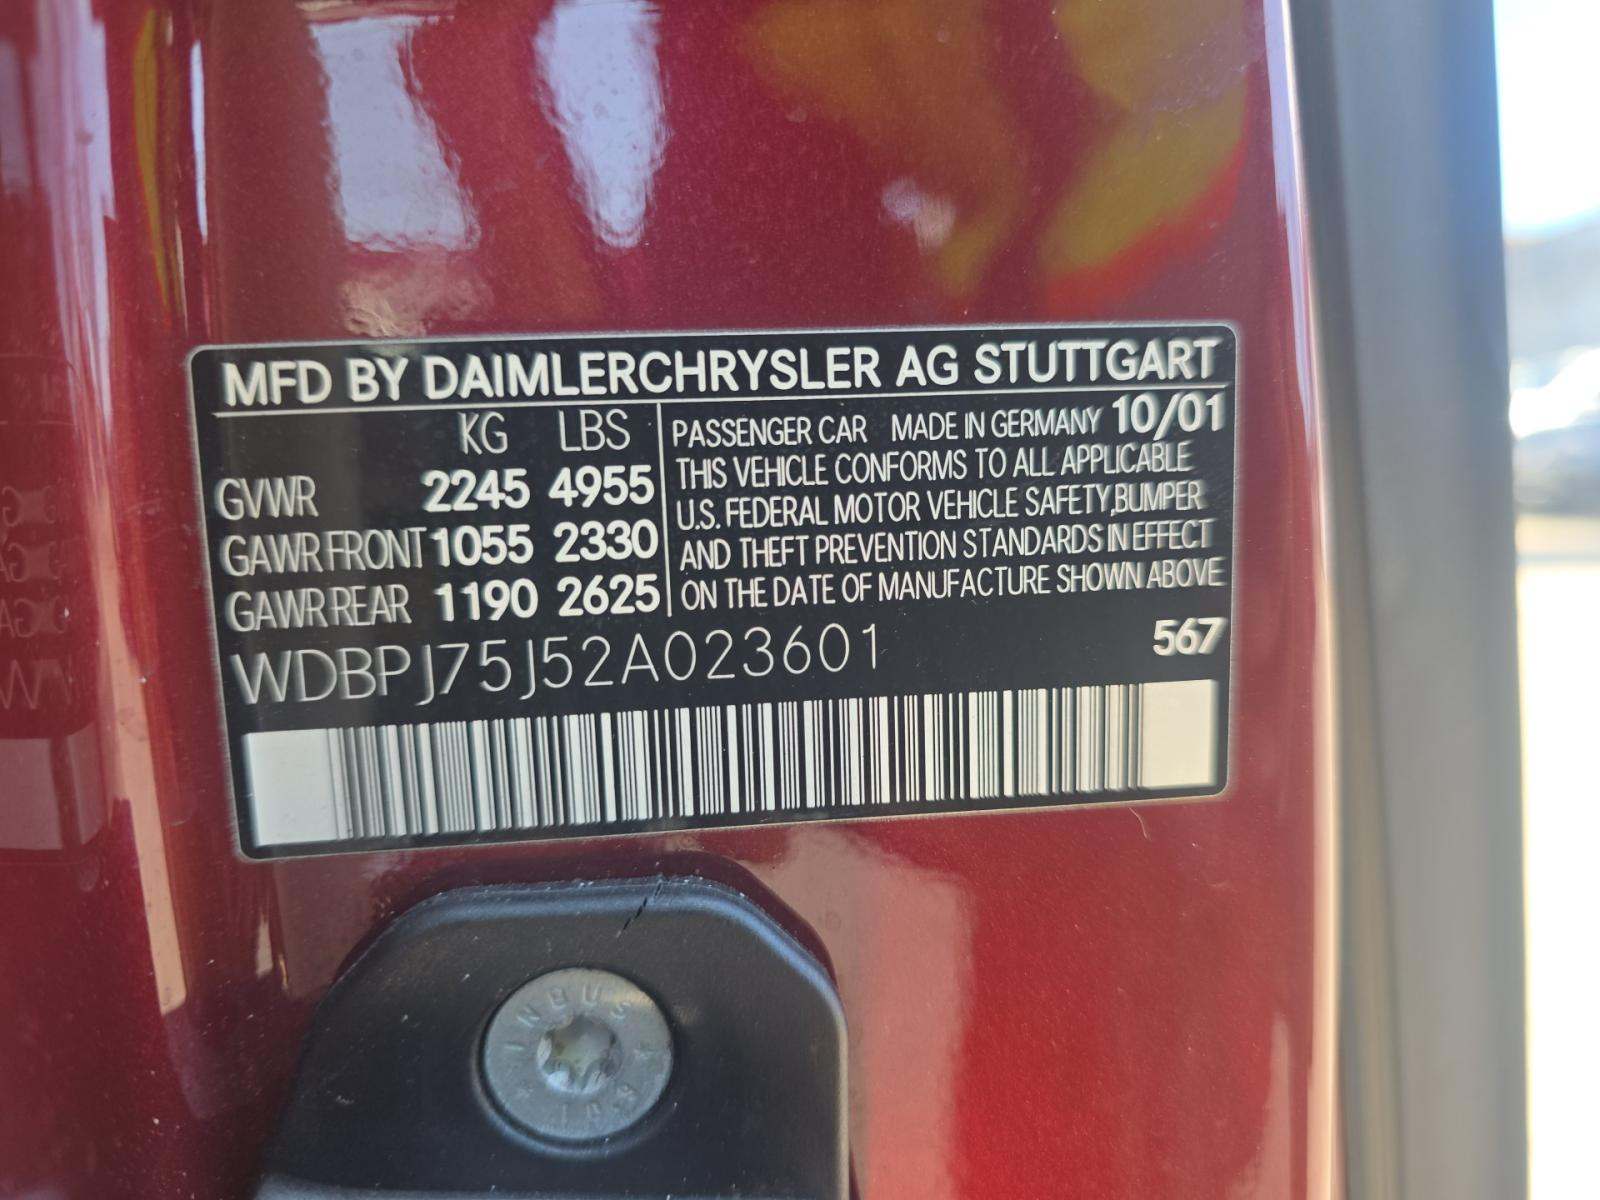 MFD BY DAIMLERCHRYSLER AG STUTTGART
KG LBS
GVWR 2245 4955
GAWR FRONT 1055 2330
GAWR REAR 1190 2625
PASSENGER CAR MADE IN GERMANY 10/01
THIS VEHICLE CONFORMS TO ALL APPLICABLE
U.S. FEDERAL MOTOR VEHICLE SAFETY, BUMPER
AND THEFT PREVENTION STANDARDS IN EFFECT
ON THE DATE OF MANUFACTURE SHOWN ABOVE
WDBPJ75J52A023601
567